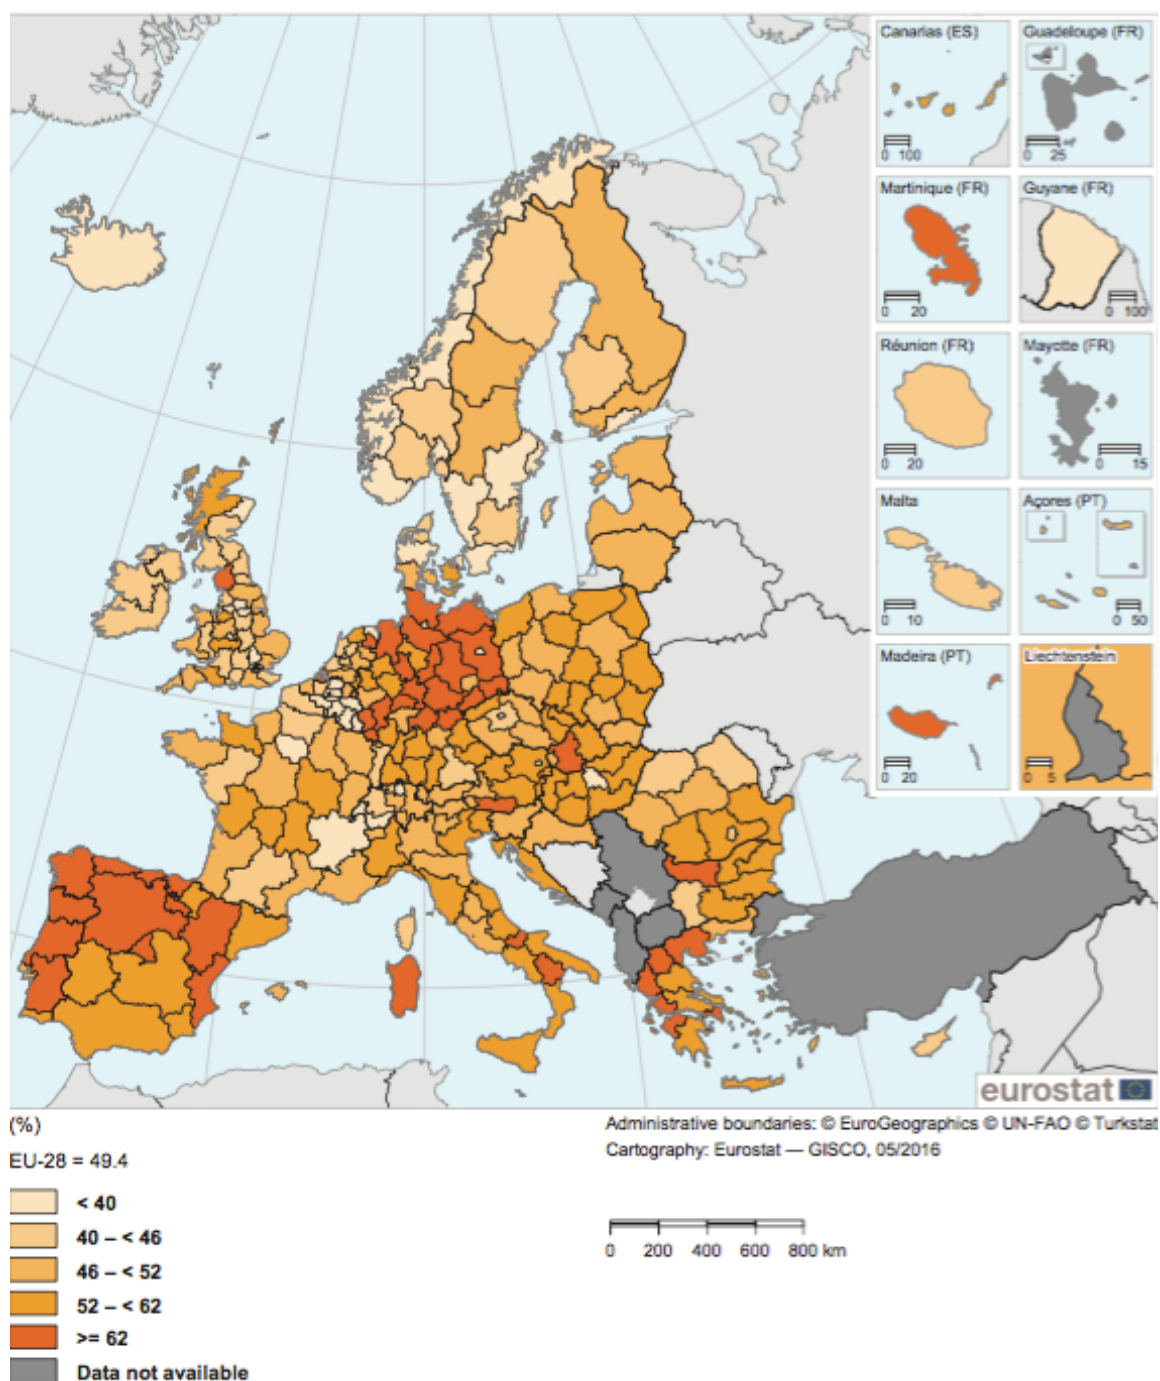 Canarias (ES)
0 100
Guadeloupe (FR)
0 25
Martinique (FR)
0 20
Guyane (FR)
0 100
Réunion (FR)
0 20
Mayotte (FR)
0 15
Malta
0 10
Açores (PT)
0 50
Madeira (PT)
0 20
Liechtenstein
0 5
eurostat
(%)
EU-28 = 49.4
Administrative boundaries: © EuroGeographics © UN-FAO © Turkstat
Cartography: Eurostat — GISCO, 05/2016
< 40
40 – < 46
46 – < 52
52 – < 62
>= 62
Data not available
0 200 400 600 800 km